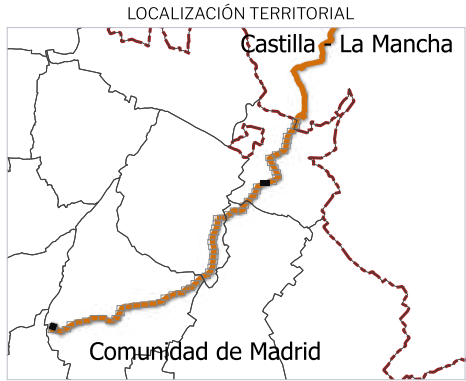 LOCALIZACIÓN TERRITORIAL
Castilla - La Mancha
Comunidad de Madrid